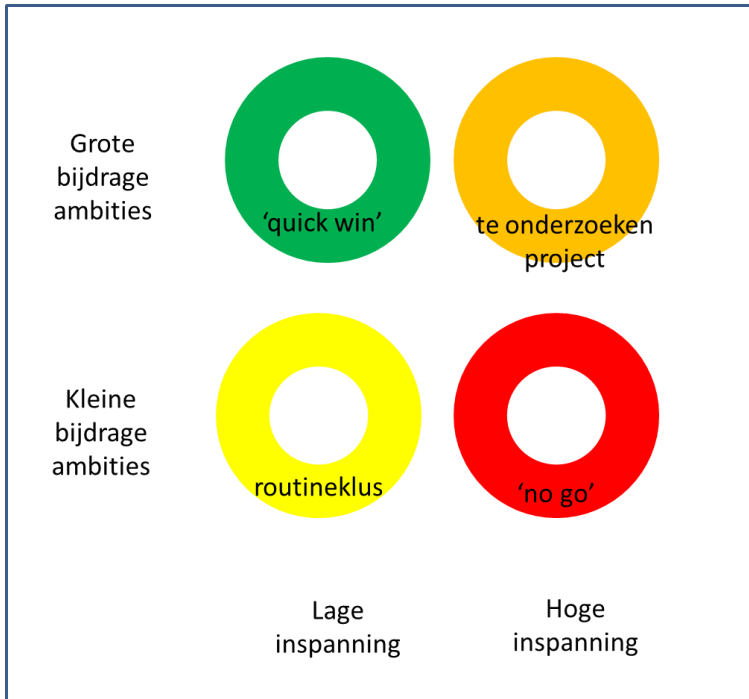 Grote
bijdrage
ambities
‘quick win’
te onderzoeken
project
Kleine
bijdrage
ambities
routineklus
‘no go’
Lage
inspanning
Hoge
inspanning